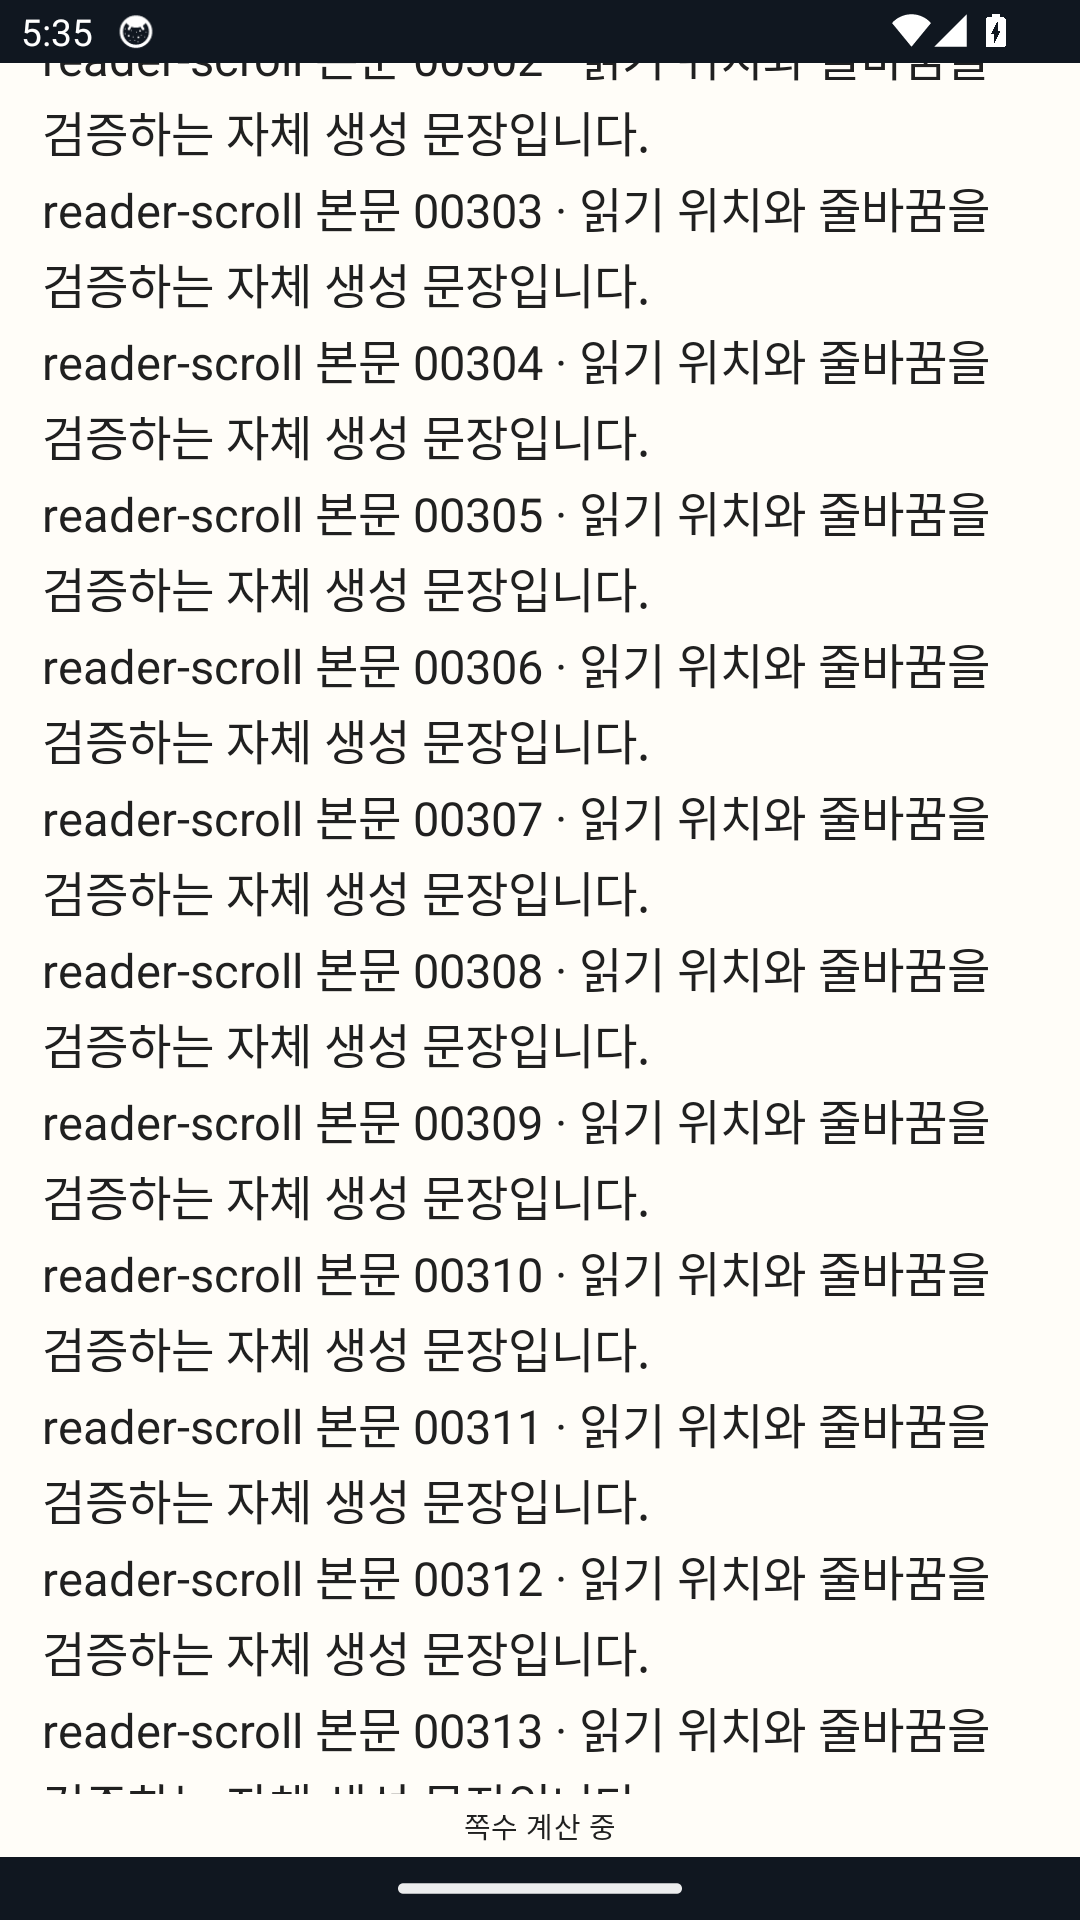 5:35
reader-scroll 본문 00302 · 읽기 위치와 줄바꿈을
검증하는 자체 생성 문장입니다.
reader-scroll 본문 00303 · 읽기 위치와 줄바꿈을
검증하는 자체 생성 문장입니다.
reader-scroll 본문 00304 · 읽기 위치와 줄바꿈을
검증하는 자체 생성 문장입니다.
reader-scroll 본문 00305 · 읽기 위치와 줄바꿈을
검증하는 자체 생성 문장입니다.
reader-scroll 본문 00306 · 읽기 위치와 줄바꿈을
검증하는 자체 생성 문장입니다.
reader-scroll 본문 00307 · 읽기 위치와 줄바꿈을
검증하는 자체 생성 문장입니다.
reader-scroll 본문 00308 · 읽기 위치와 줄바꿈을
검증하는 자체 생성 문장입니다.
reader-scroll 본문 00309 · 읽기 위치와 줄바꿈을
검증하는 자체 생성 문장입니다.
reader-scroll 본문 00310 · 읽기 위치와 줄바꿈을
검증하는 자체 생성 문장입니다.
reader-scroll 본문 00311 · 읽기 위치와 줄바꿈을
검증하는 자체 생성 문장입니다.
reader-scroll 본문 00312 · 읽기 위치와 줄바꿈을
검증하는 자체 생성 문장입니다.
reader-scroll 본문 00313 · 읽기 위치와 줄바꿈을
쪽수 계산 중